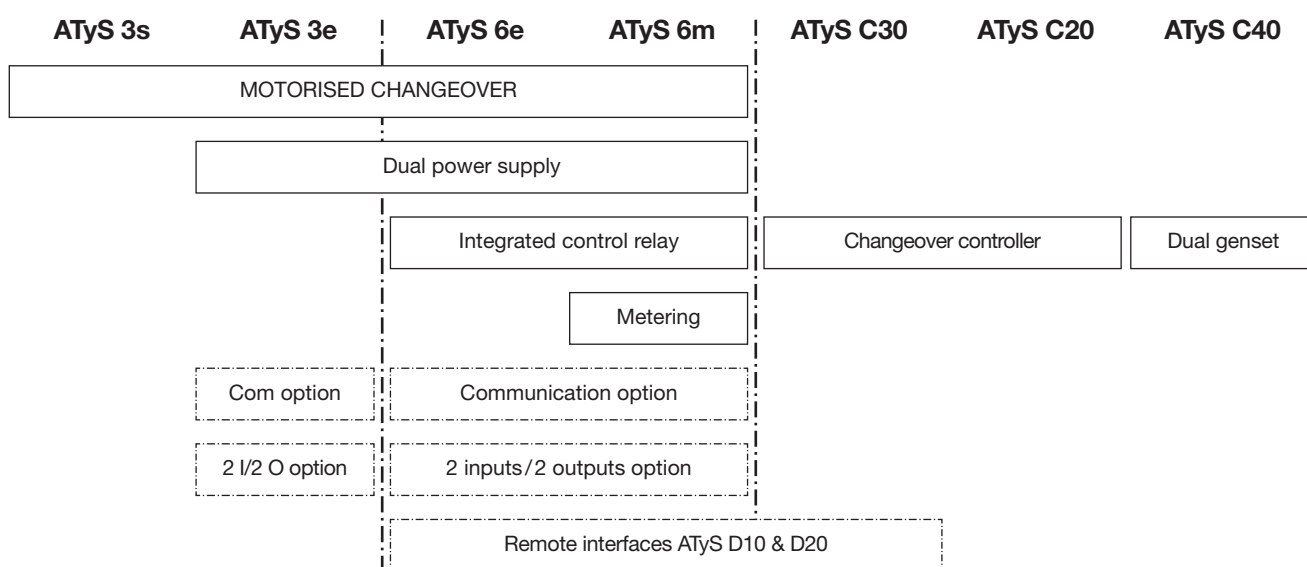 ATyS 3s ATyS 3e ATyS 6e ATyS 6m ATyS C30 ATyS C20 ATyS C40
MOTORISED CHANGEOVER
Dual power supply
Integrated control relay Changeover controller Dual genset
Metering
Com option Communication option
2 I/2 O option 2 inputs/2 outputs option
Remote interfaces ATyS D10 & D20